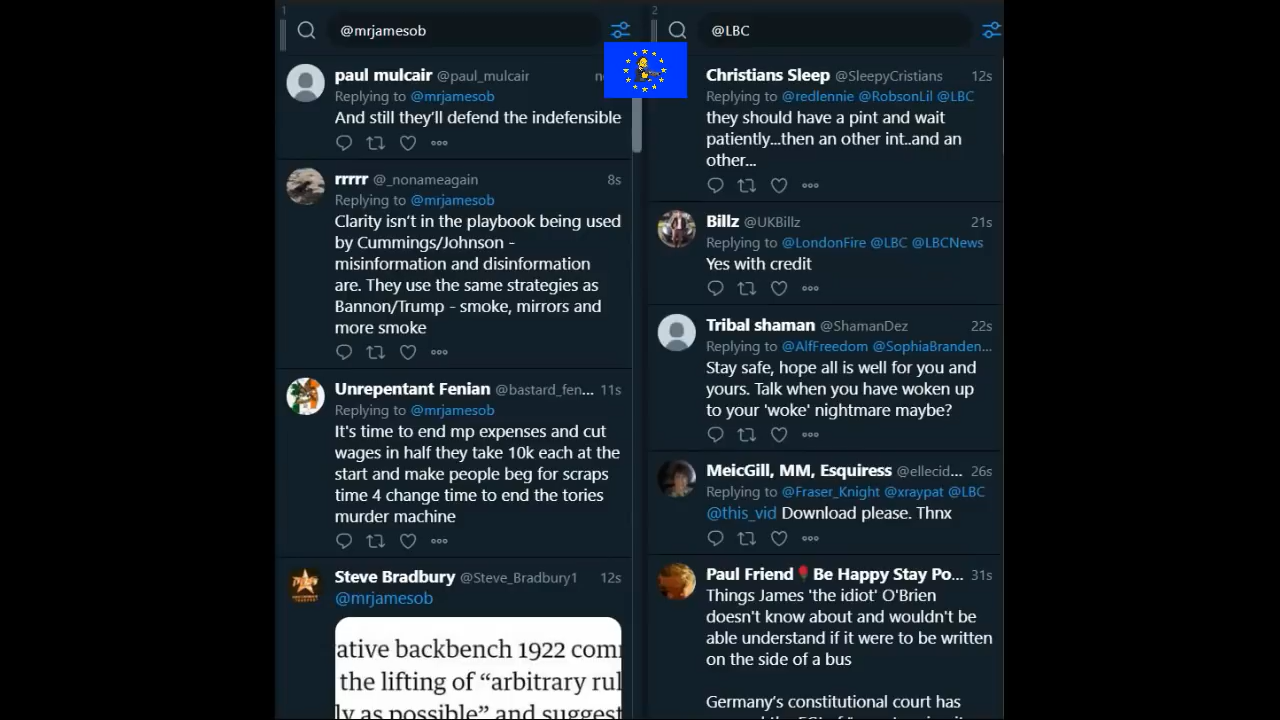 1
@mrjamesob
paul mulcair @paul_mulcair
Replying to @mrjamesob
And still they'll defend the indefensible
rrrrr @_nonameagain 8s
Replying to @mrjamesob
Clarity isn't in the playbook being used
by Cummings/Johnson -
misinformation and disinformation
are. They use the same strategies as
Bannon/Trump - smoke, mirrors and
more smoke
Unrepentant Fenian @bastard_fen... 11s
Replying to @mrjamesob
It's time to end mp expenses and cut
wages in half they take 10k each at the
start and make people beg for scraps
time 4 change time to end the tories
murder machine
Steve Bradbury @Steve_Bradbury1 12s
@mrjamesob
ative backbench 1922 com
the lifting of “arbitrary rul
ly as possible” and suggest
2
@LBC
Christians Sleep @SleepyCristians 12s
Replying to @redlennie @RobsonLil @LBC
they should have a pint and wait
patiently...then an other int..and an
other...
Billz @UKBillz 21s
Replying to @LondonFire @LBC @LBCNews
Yes with credit
Tribal shaman @ShamanDez 22s
Replying to @AlfFreedom @SophiaBranden...
Stay safe, hope all is well for you and
yours. Talk when you have woken up
to your 'woke' nightmare maybe?
MeicGill, MM, Esquiress @ellecid... 26s
Replying to @Fraser_Knight @xraypat @LBC
@this_vid Download please. Thnx
Paul Friend🌹Be Happy Stay Po... 31s
Things James 'the idiot' O'Brien
doesn't know about and wouldn't be
able understand if it were to be written
on the side of a bus
Germany's constitutional court has